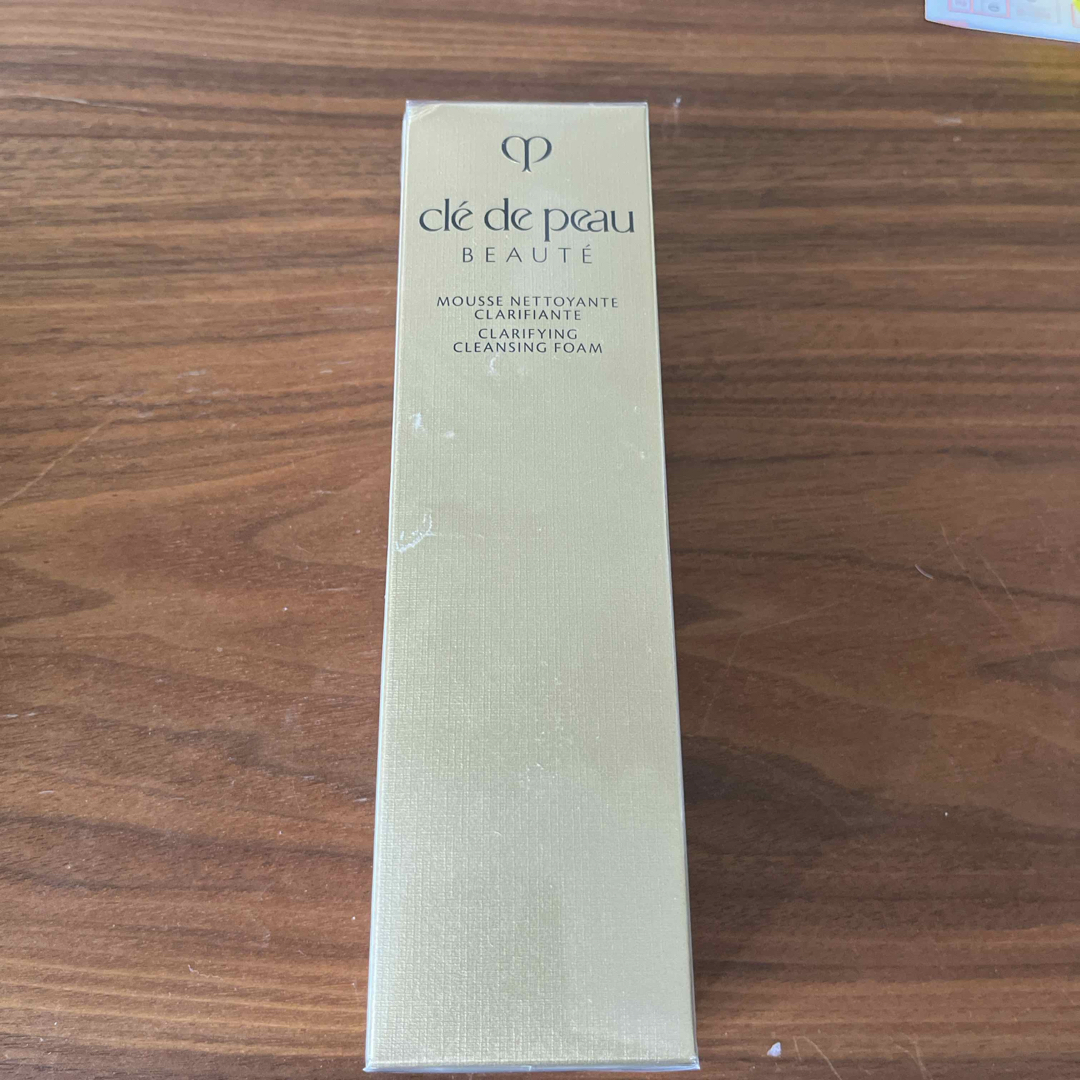 clé de peau
BEAUTÉ
MOUSSE NETTOYANTE
CLARIFIANTE
CLARIFYING
CLEANSING FOAM